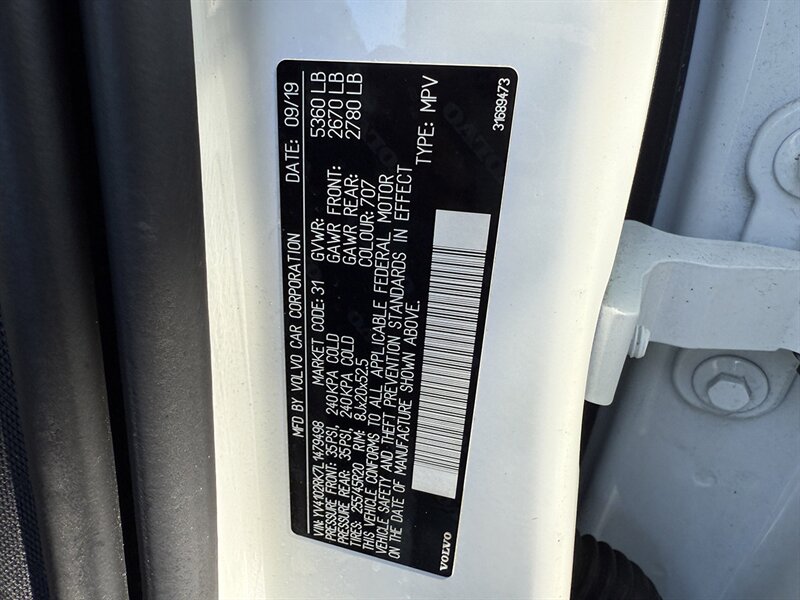 MFD BY VOLVO CAR CORPORATION DATE: 09/19
VIN: YV4102RK7L1479498 MARKET CODE: 31 GVWR: 5360 LB
PRESSURE FRONT: 35PSI, 240KPA COLD GAWR FRONT: 2670 LB
PRESSURE REAR: 35PSI, 240KPA COLD GAWR REAR: 2780 LB
TIRES: 255/45R20 RIM: 8Jx20x52.5 COLOUR: 707
THIS VEHICLE CONFORMS TO ALL APPLICABLE FEDERAL MOTOR
VEHICLE SAFETY AND THEFT PREVENTION STANDARDS IN EFFECT
ON THE DATE OF MANUFACTURE SHOWN ABOVE. TYPE: MPV
VOLVO 31689473